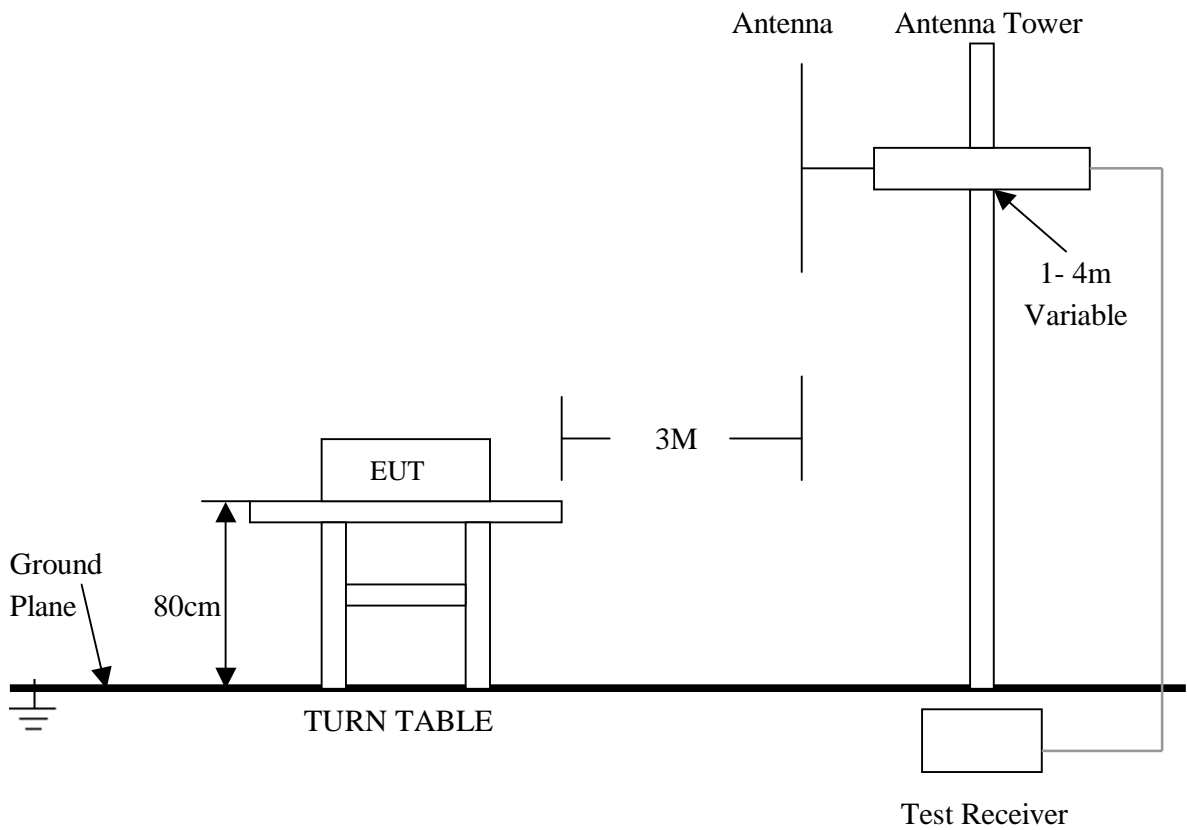 Antenna
Antenna Tower
1- 4m
Variable
3M
EUT
Ground
Plane
80cm
TURN TABLE
Test Receiver